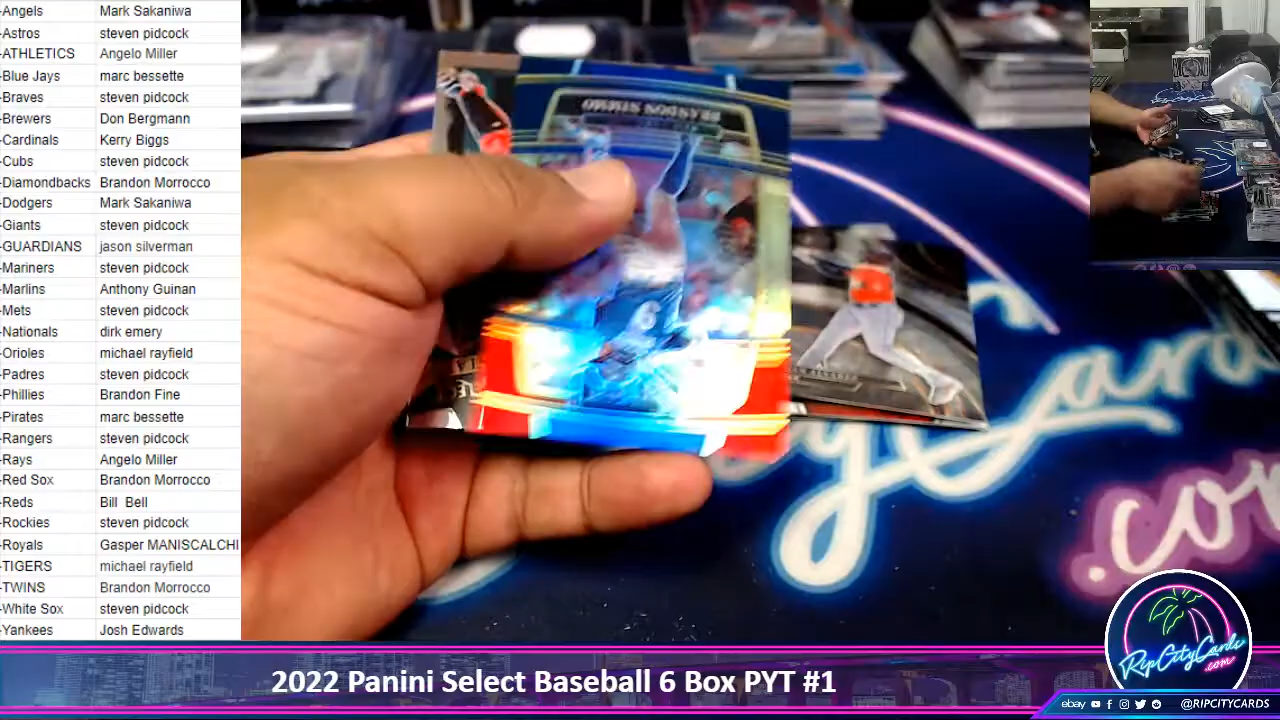 -Angels Mark Sakaniwa
-Astros steven pidcock
-ATHLETICS Angelo Miller
-Blue Jays marc bessette
-Braves steven pidcock
-Brewers Don Bergmann
-Cardinals Kerry Biggs
-Cubs steven pidcock
-Diamondbacks Brandon Morrocco
-Dodgers Mark Sakaniwa
-Giants steven pidcock
-GUARDIANS jason silverman
-Mariners steven pidcock
-Marlins Anthony Guinan
-Mets steven pidcock
-Nationals dirk emery
-Orioles michael rayfield
-Padres steven pidcock
-Phillies Brandon Fine
-Pirates marc bessette
-Rangers steven pidcock
-Rays Angelo Miller
-Red Sox Brandon Morrocco
-Reds Bill Bell
-Rockies steven pidcock
-Royals Gasper MANISCALCHI
-TIGERS michael rayfield
-TWINS Brandon Morrocco
-White Sox steven pidcock
-Yankees Josh Edwards
BRANDON NIMMO
6
.com
RipCityCards
.com
2022 Panini Select Baseball 6 Box PYT #1
ebay @RIPCITYCARDS